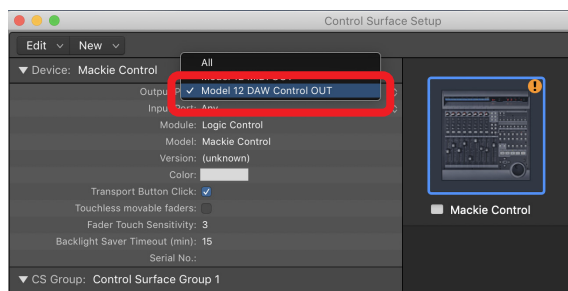 Control Surface Setup
Edit New
Device: Mackie Control
All
Model 12 DAW Control OUT
Input Port: Any
Module: Logic Control
Model: Mackie Control
Version: (unknown)
Color:
Transport Button Click:
Touchless movable faders:
Fader Touch Sensitivity: 3
Backlight Saver Timeout (min): 15
Serial No.:
CS Group: Control Surface Group 1
Mackie Control